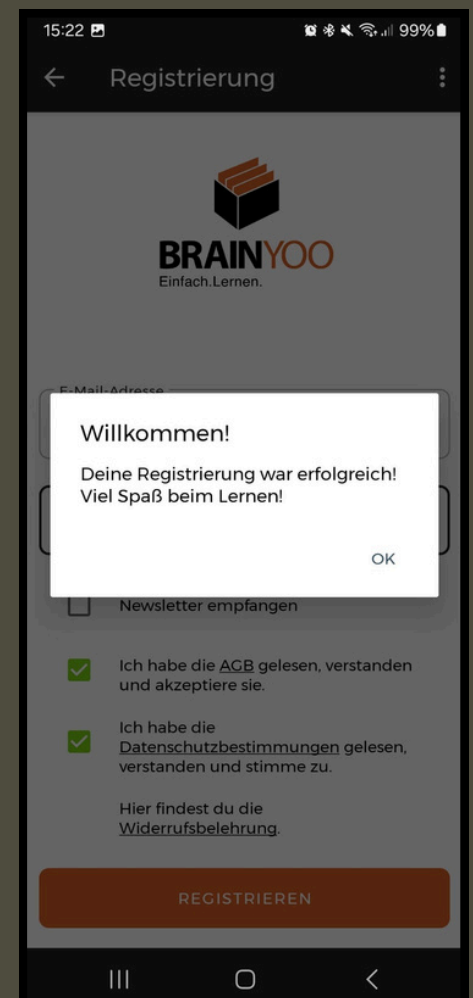 15:22 99%
Registrierung
BRAINYOO
Einfach.Lernen.
E-Mail-Adresse
Willkommen!
Deine Registrierung war erfolgreich!
Viel Spaß beim Lernen!
OK
Newsletter empfangen
Ich habe die AGB gelesen, verstanden
und akzeptiere sie.
Ich habe die
Datenschutzbestimmungen gelesen,
verstanden und stimme zu.
Hier findest du die
Widerrufsbelehrung.
REGISTRIEREN